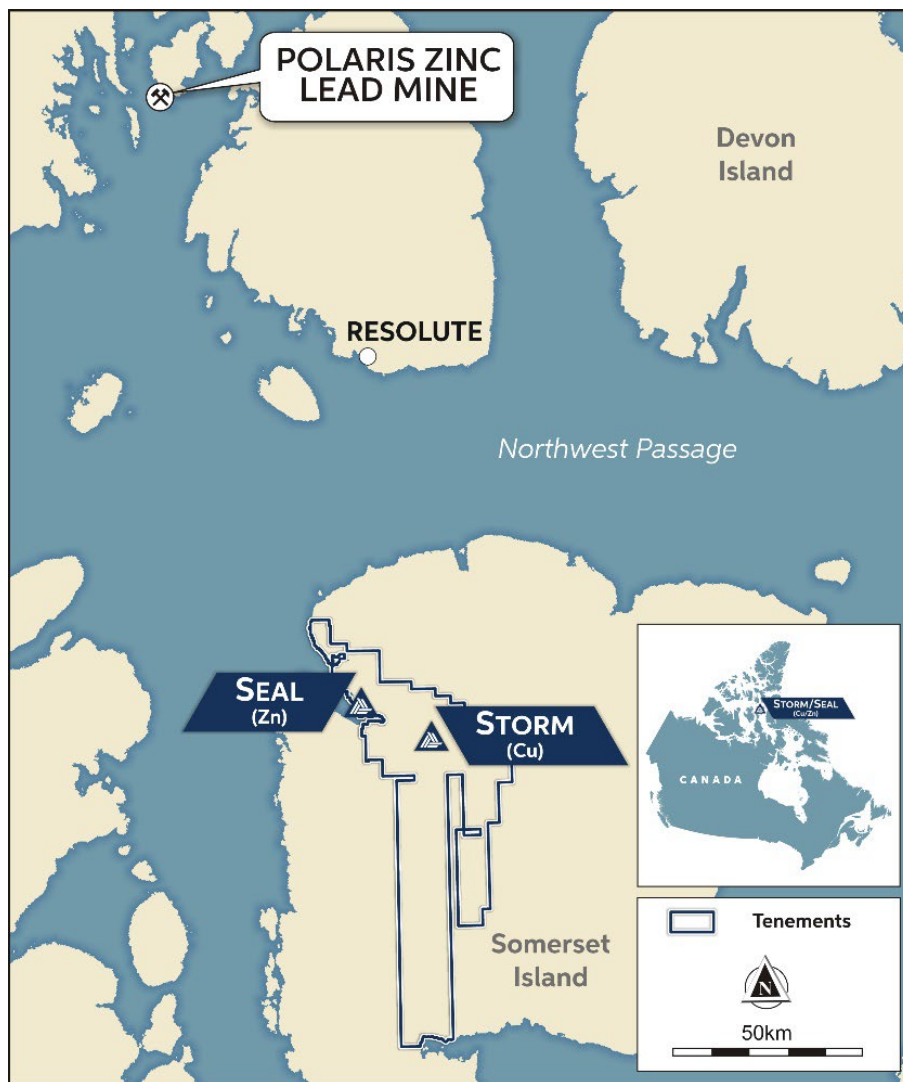 POLARIS ZINC
LEAD MINE
Devon
Island
RESOLUTE
Northwest Passage
SEAL
(Zn)
STORM
(Cu)
STORM/SEAL
(Cu/Zn)
CANADA
Tenements
Somerset
Island
N
50km